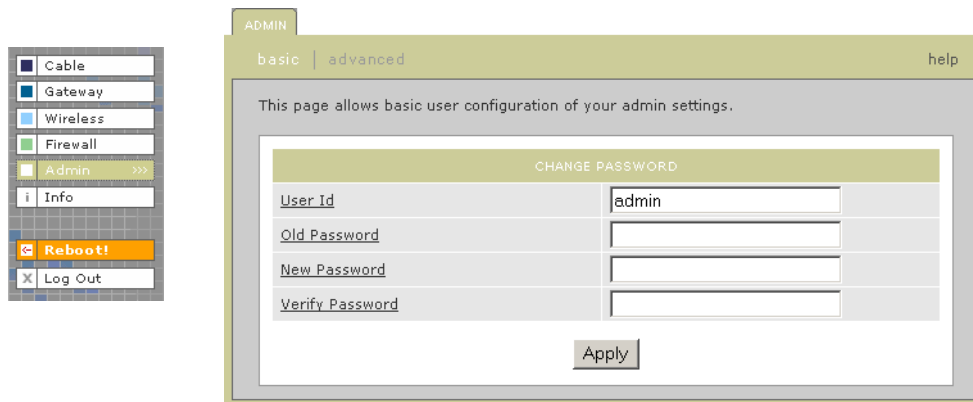 Cable
Gateway
Wireless
Firewall
Admin >>>
i Info
Reboot!
X Log Out
ADMIN
basic | advanced
help
This page allows basic user configuration of your admin settings.
CHANGE PASSWORD
User Id admin
Old Password
New Password
Verify Password
Apply